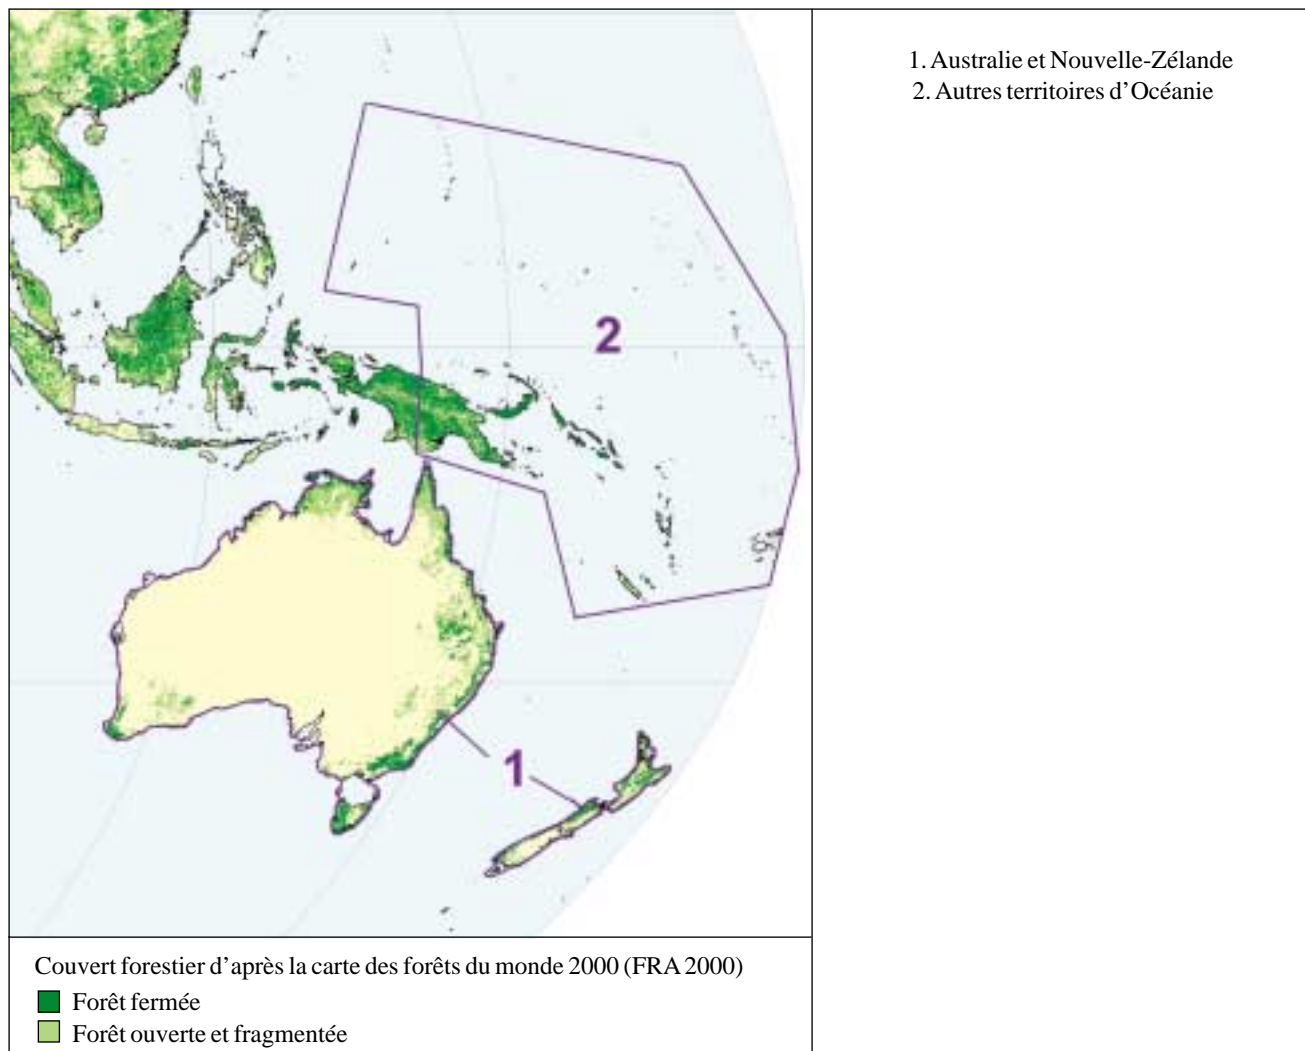 1. Australie et Nouvelle-Zélande
2. Autres territoires d’Océanie
2
1
Couvert forestier d’après la carte des forêts du monde 2000 (FRA 2000)
Forêt fermée
Forêt ouverte et fragmentée